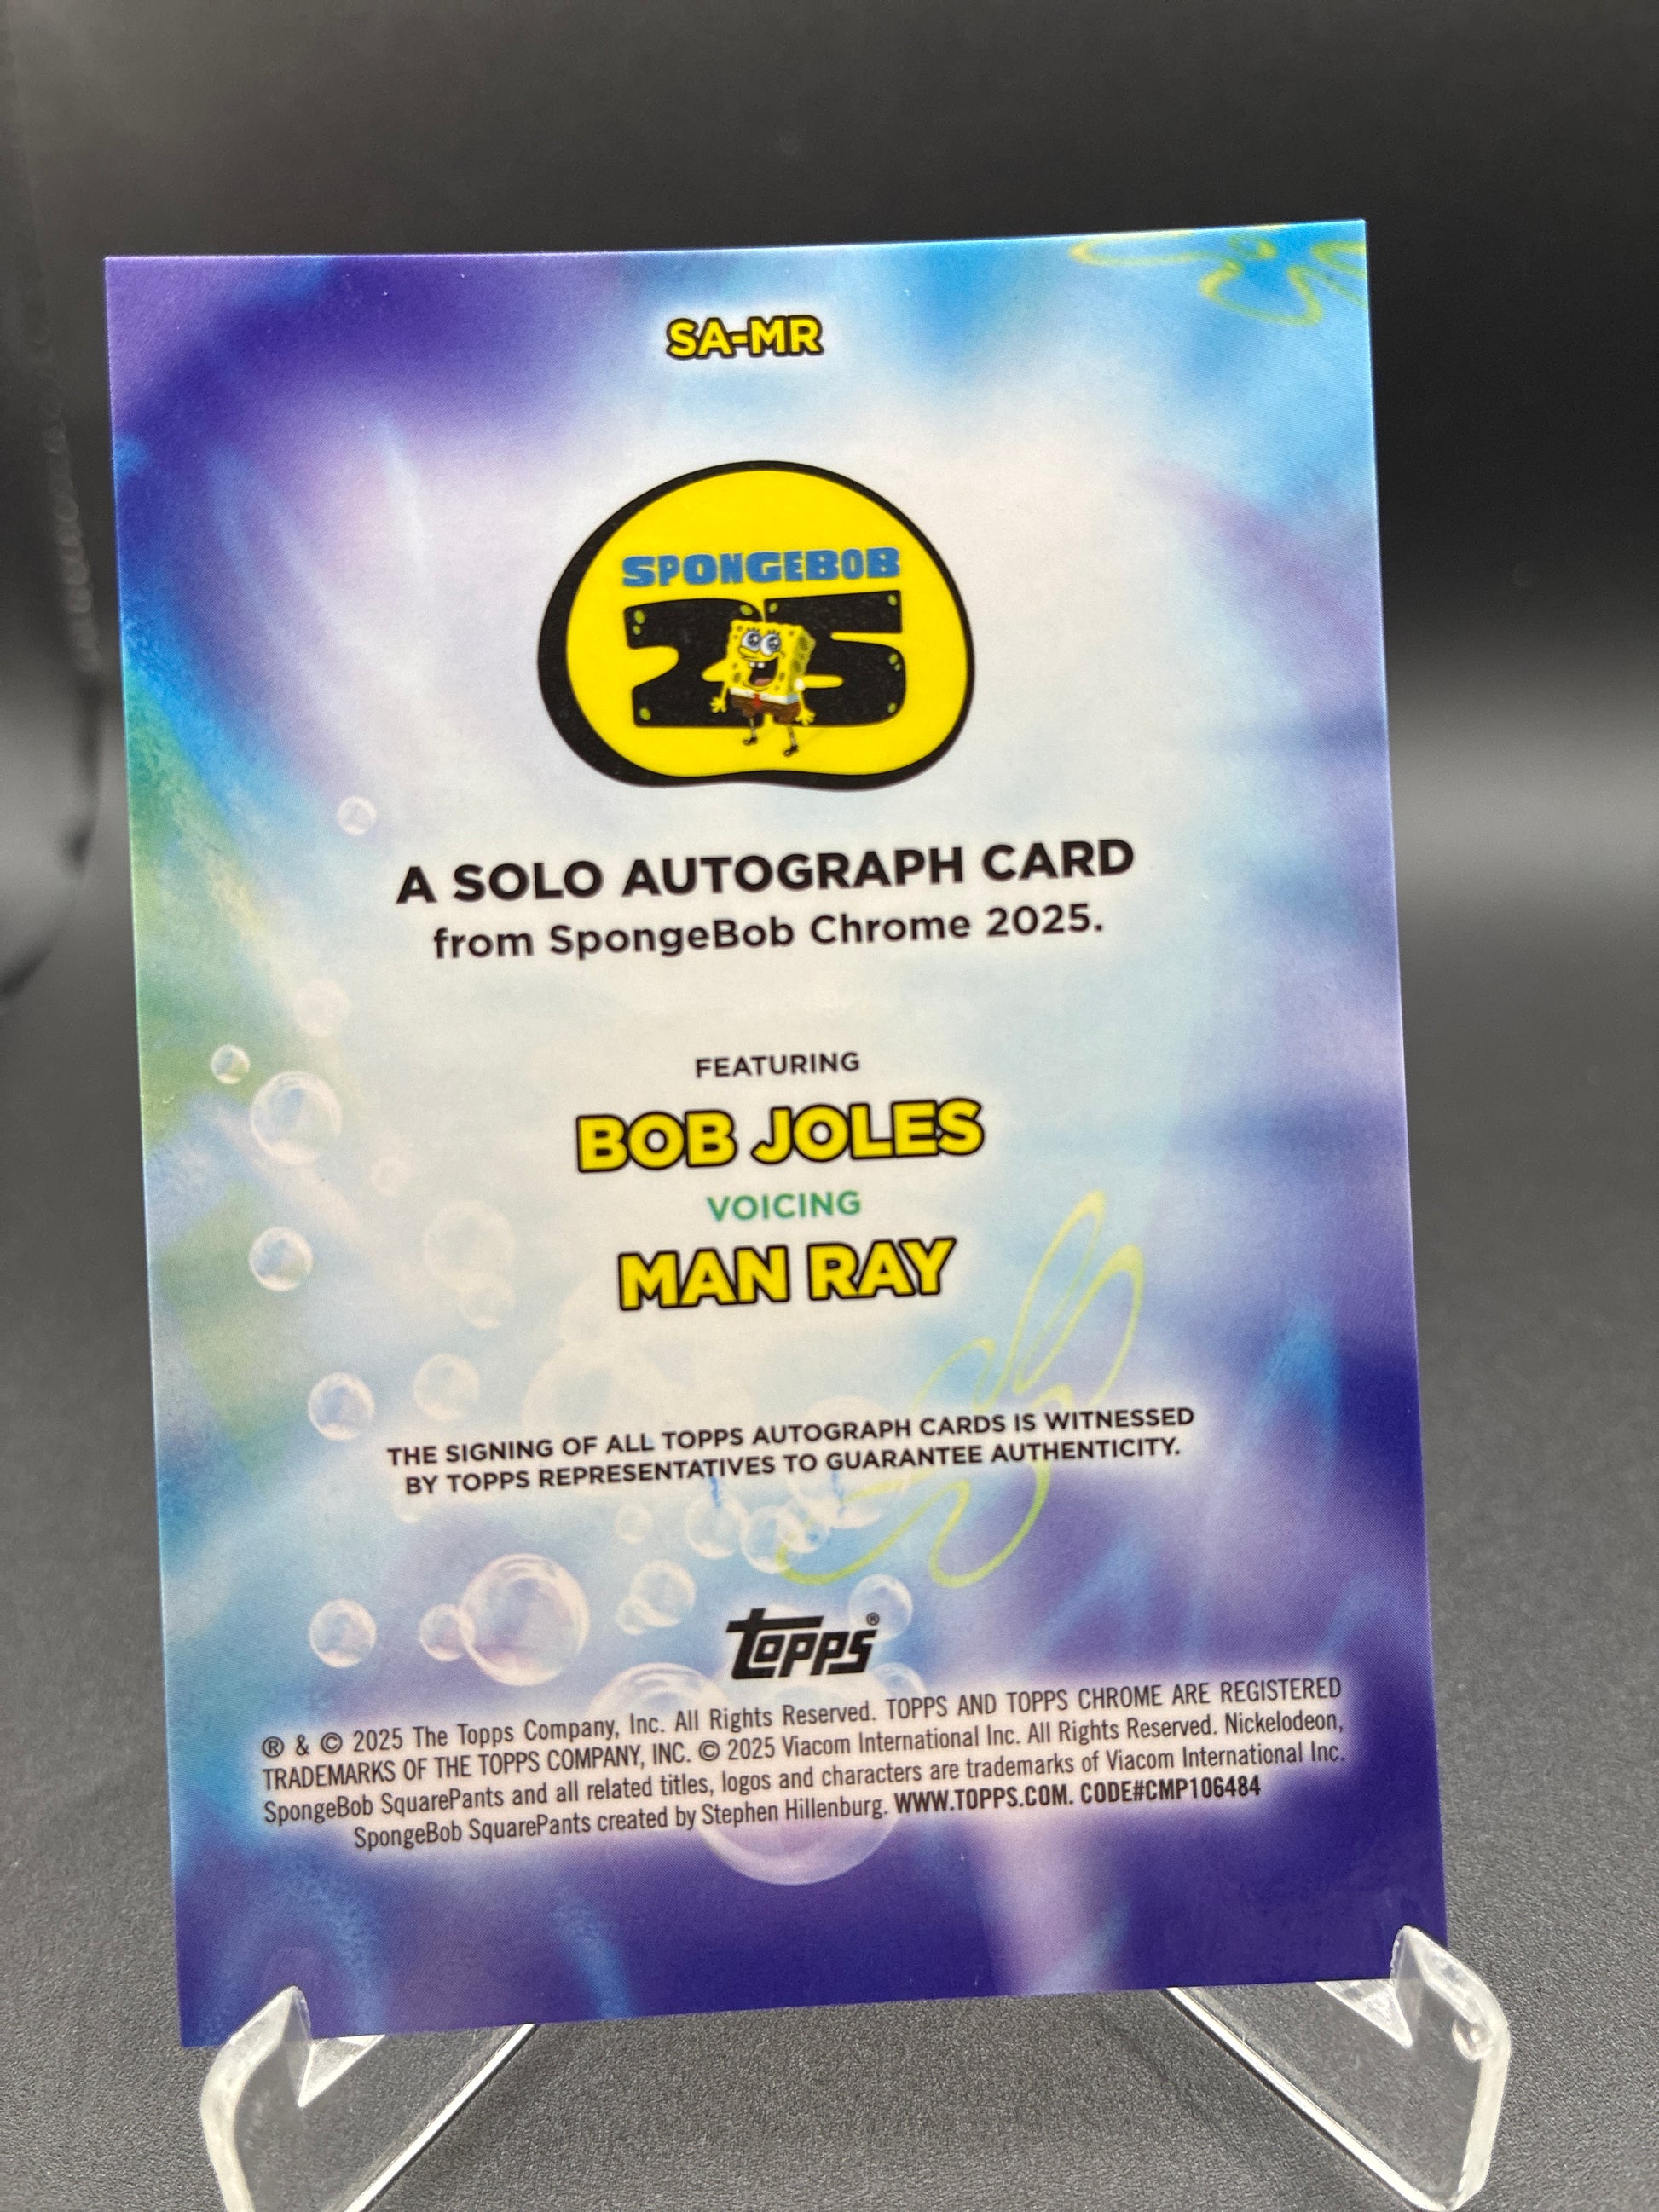 SA-MR
SPONGEBOB
25
A SOLO AUTOGRAPH CARD
from SpongeBob Chrome 2025.
FEATURING
BOB JOLES
VOICING
MAN RAY
THE SIGNING OF ALL TOPPS AUTOGRAPH CARDS IS WITNESSED
BY TOPPS REPRESENTATIVES TO GUARANTEE AUTHENTICITY.
topps®
® & © 2025 The Topps Company, Inc. All Rights Reserved. TOPPS AND TOPPS CHROME ARE REGISTERED
TRADEMARKS OF THE TOPPS COMPANY, INC. © 2025 Viacom International Inc. All Rights Reserved. Nickelodeon,
SpongeBob SquarePants and all related titles, logos and characters are trademarks of Viacom International Inc.
SpongeBob SquarePants created by Stephen Hillenburg. WWW.TOPPS.COM. CODE#CMP106484